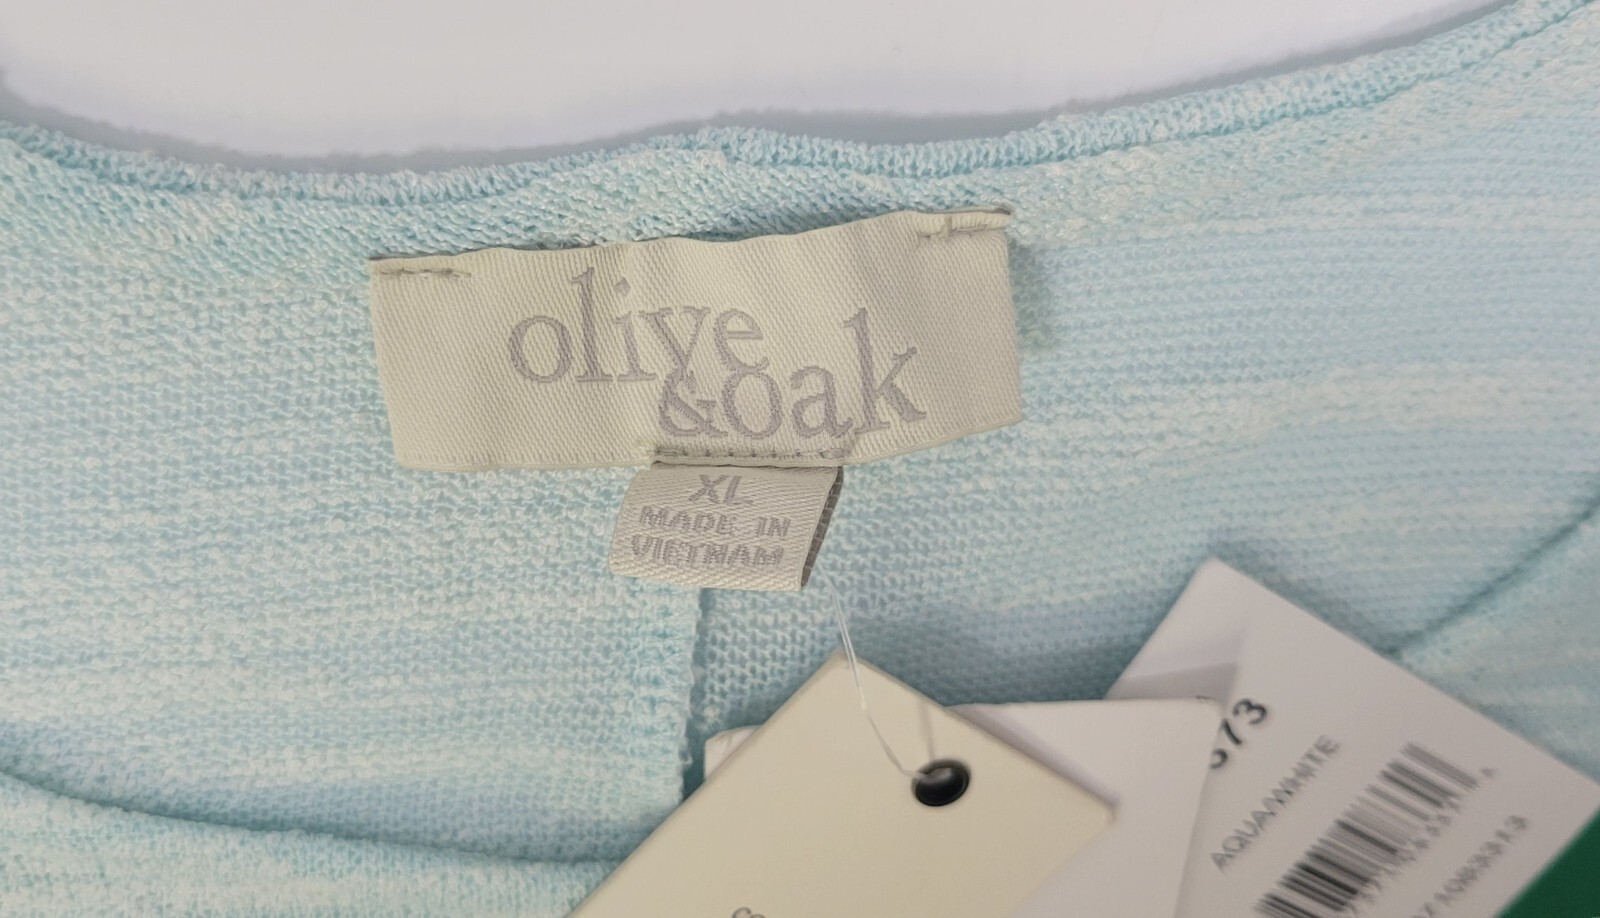 olive
&oak
XL
MADE IN
VIETNAM
AQUA/WHITE